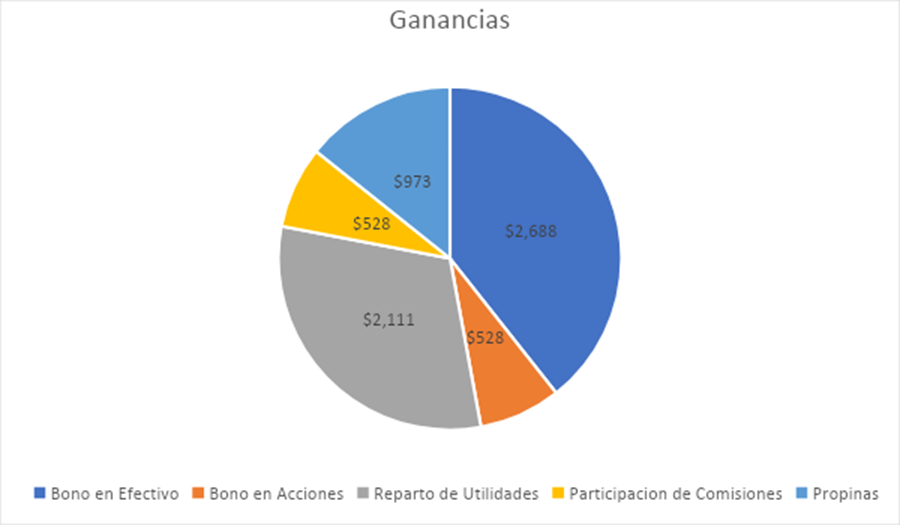 Ganancias
$973
$2,688
$528
$2,111
$528
Bono en Efectivo Bono en Acciones Reparto de Utilidades Participacion de Comisiones Propinas